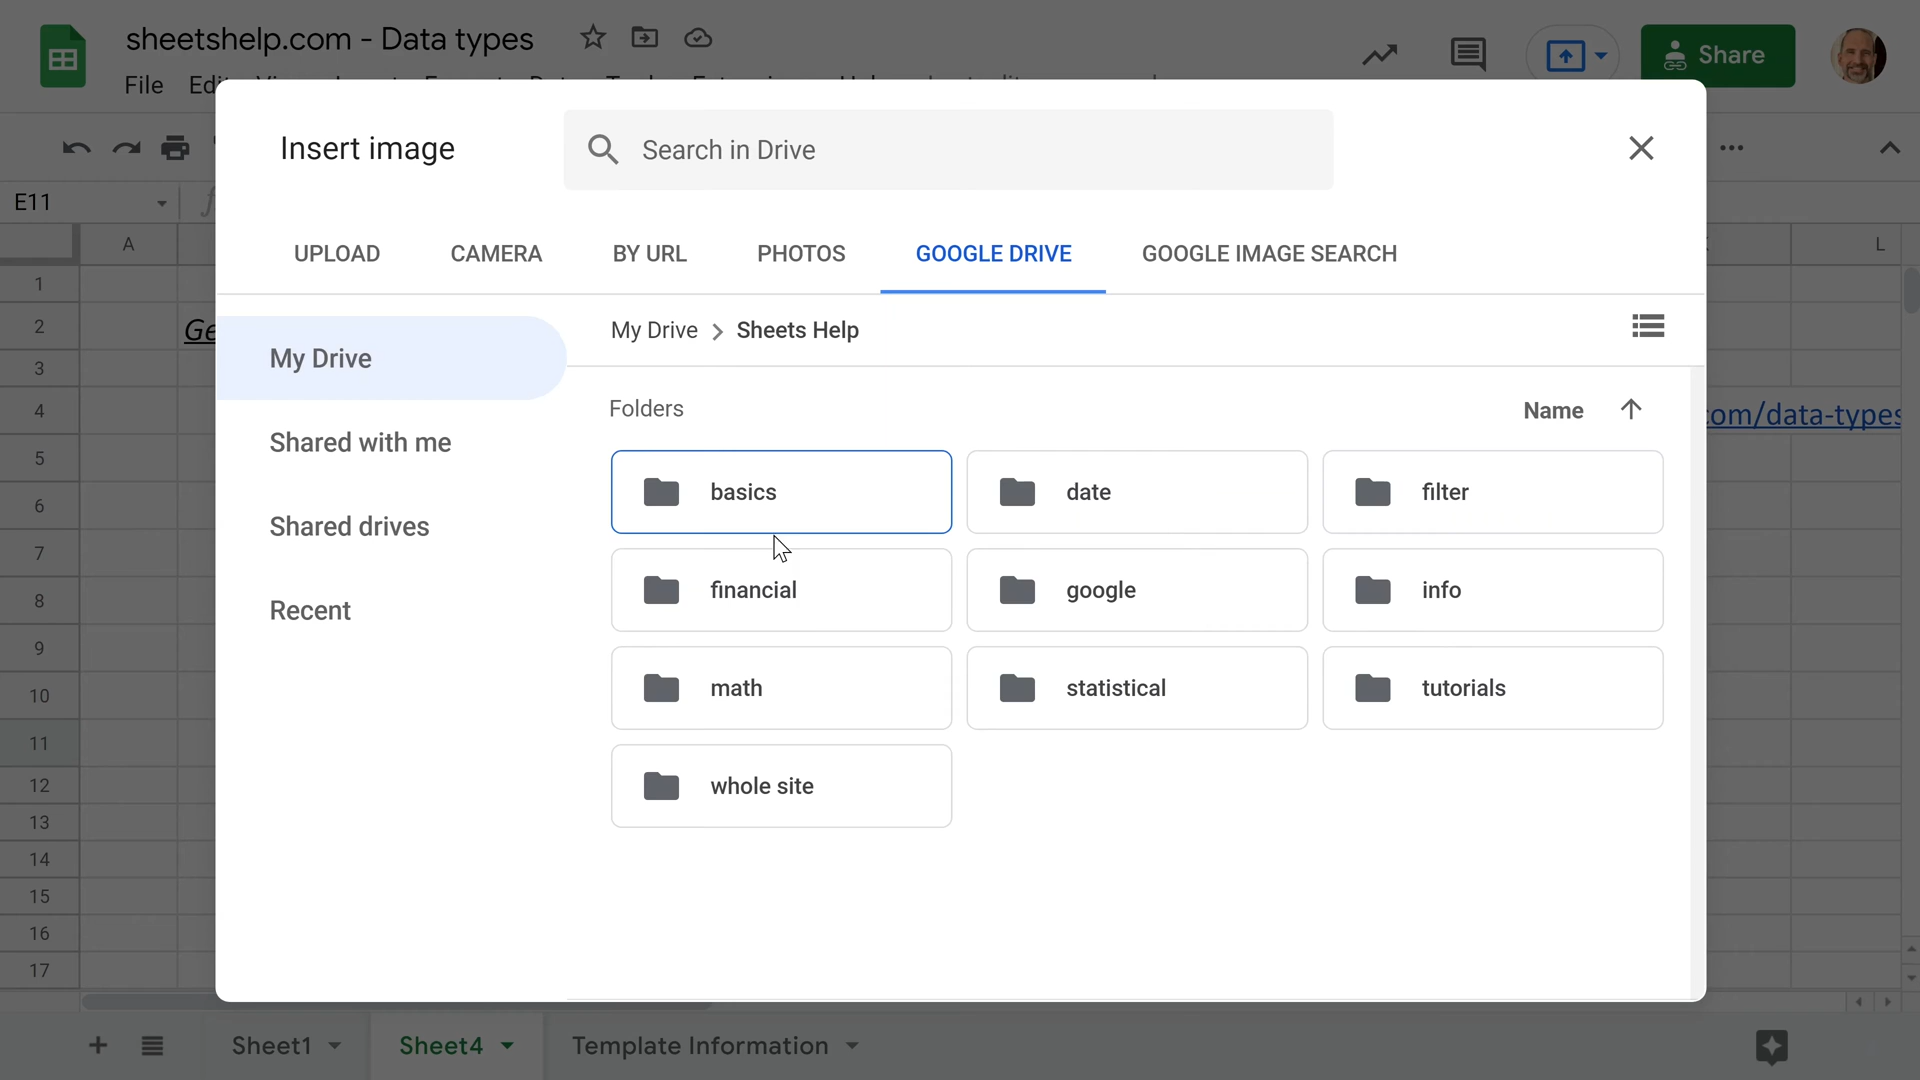 sheetshelp.com - Data types
File
Share
Insert image
Search in Drive
E11
UPLOAD CAMERA BY URL PHOTOS GOOGLE DRIVE GOOGLE IMAGE SEARCH
A L
My Drive > Sheets Help
My Drive
Shared with me
Shared drives
Recent
Folders
Name
basics date filter
financial google info
math statistical tutorials
whole site
1
2 Ge
3
4 com/data-types
5
6
7
8
9
10
11
12
13
14
15
16
17
Sheet1 Sheet4 Template Information